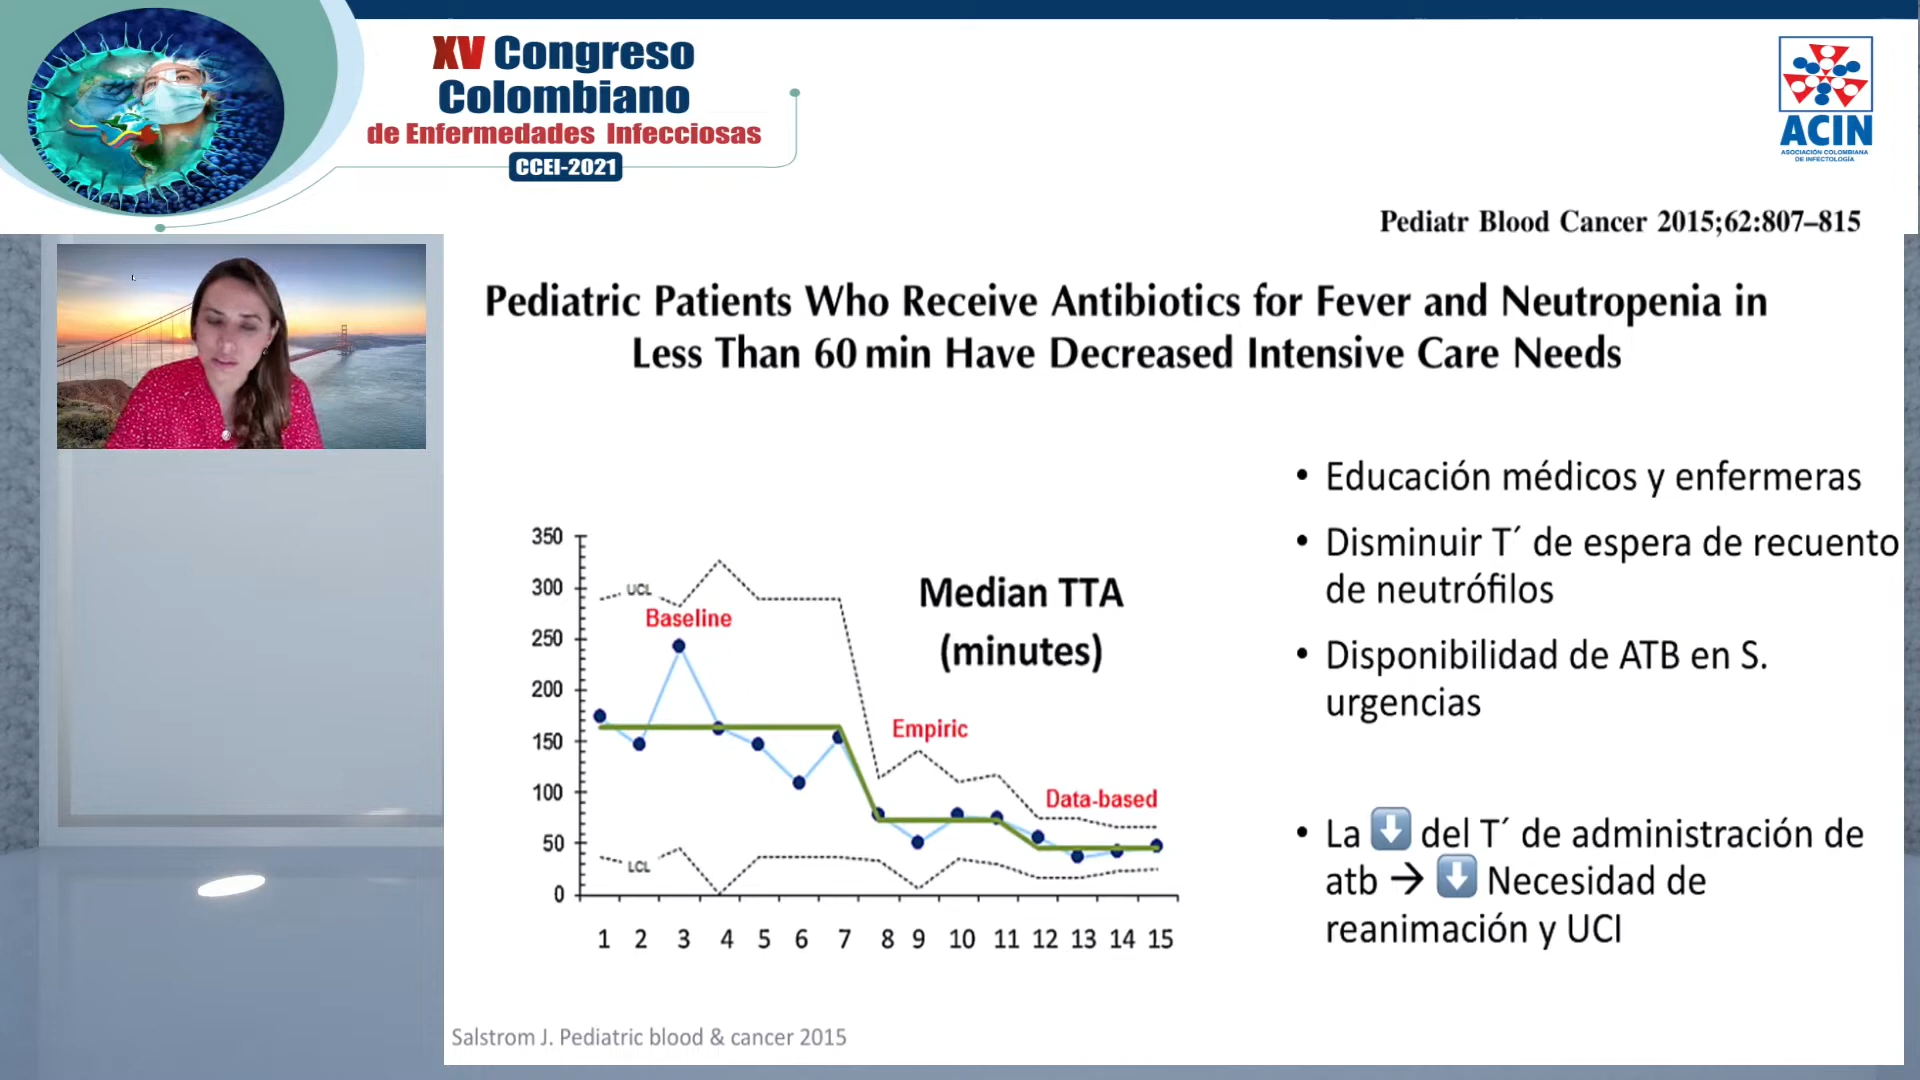 XV Congreso
Colombiano
de Enfermedades Infecciosas
CCEI-2021
ACIN
ASOCIACIÓN COLOMBIANA
DE INFECTOLOGÍA
Pediatr Blood Cancer 2015;62:807–815
Pediatric Patients Who Receive Antibiotics for Fever and Neutropenia in
Less Than 60 min Have Decreased Intensive Care Needs
350
300
250
200
150
100
50
0
UCL
Baseline
Median TTA
(minutes)
Empiric
Data-based
LCL
1 2 3 4 5 6 7 8 9 10 11 12 13 14 15
• Educación médicos y enfermeras
• Disminuir T´ de espera de recuento
de neutrófilos
• Disponibilidad de ATB en S.
urgencias
• La ⬇ del T´ de administración de
atb → ⬇ Necesidad de
reanimación y UCI
Salstrom J. Pediatric blood & cancer 2015